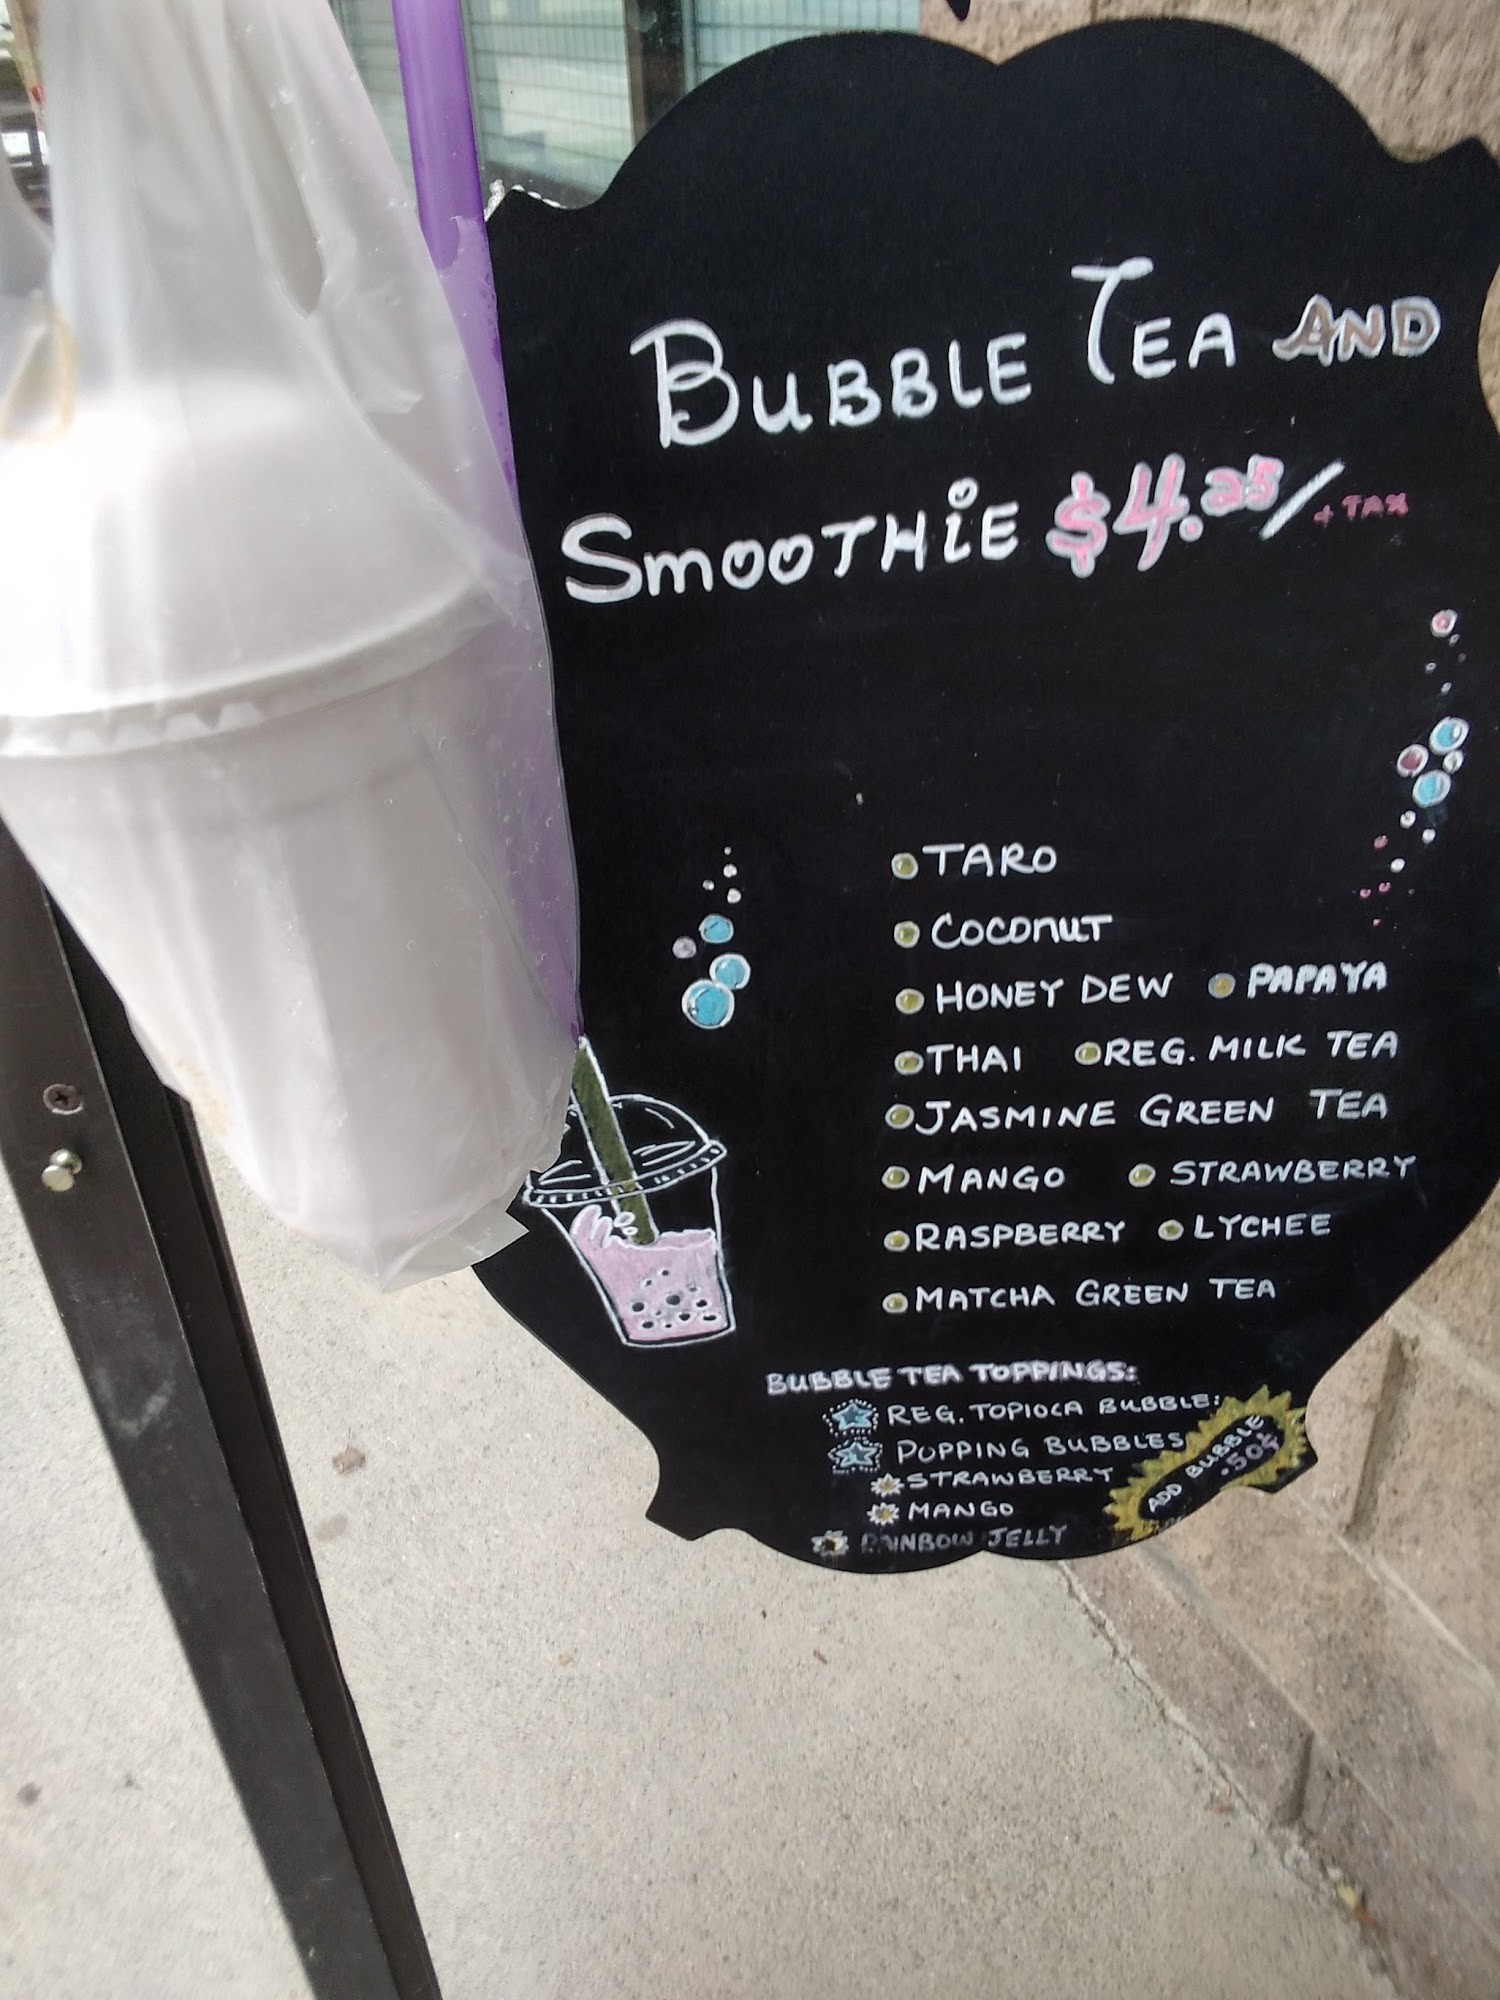 BUBBLE TEA AND
SMOOTHIE $4.25/+TAX
TARO
COCONUT
HONEY DEW PAPAYA
THAI REG. MILK TEA
JASMINE GREEN TEA
MANGO STRAWBERRY
RASPBERRY LYCHEE
MATCHA GREEN TEA
BUBBLE TEA TOPPINGS:
REG. TOPIOCA BUBBLE:
POPPING BUBBLES
STRAWBERRY
MANGO
RAINBOW JELLY
ADD BUBBLE
.50¢